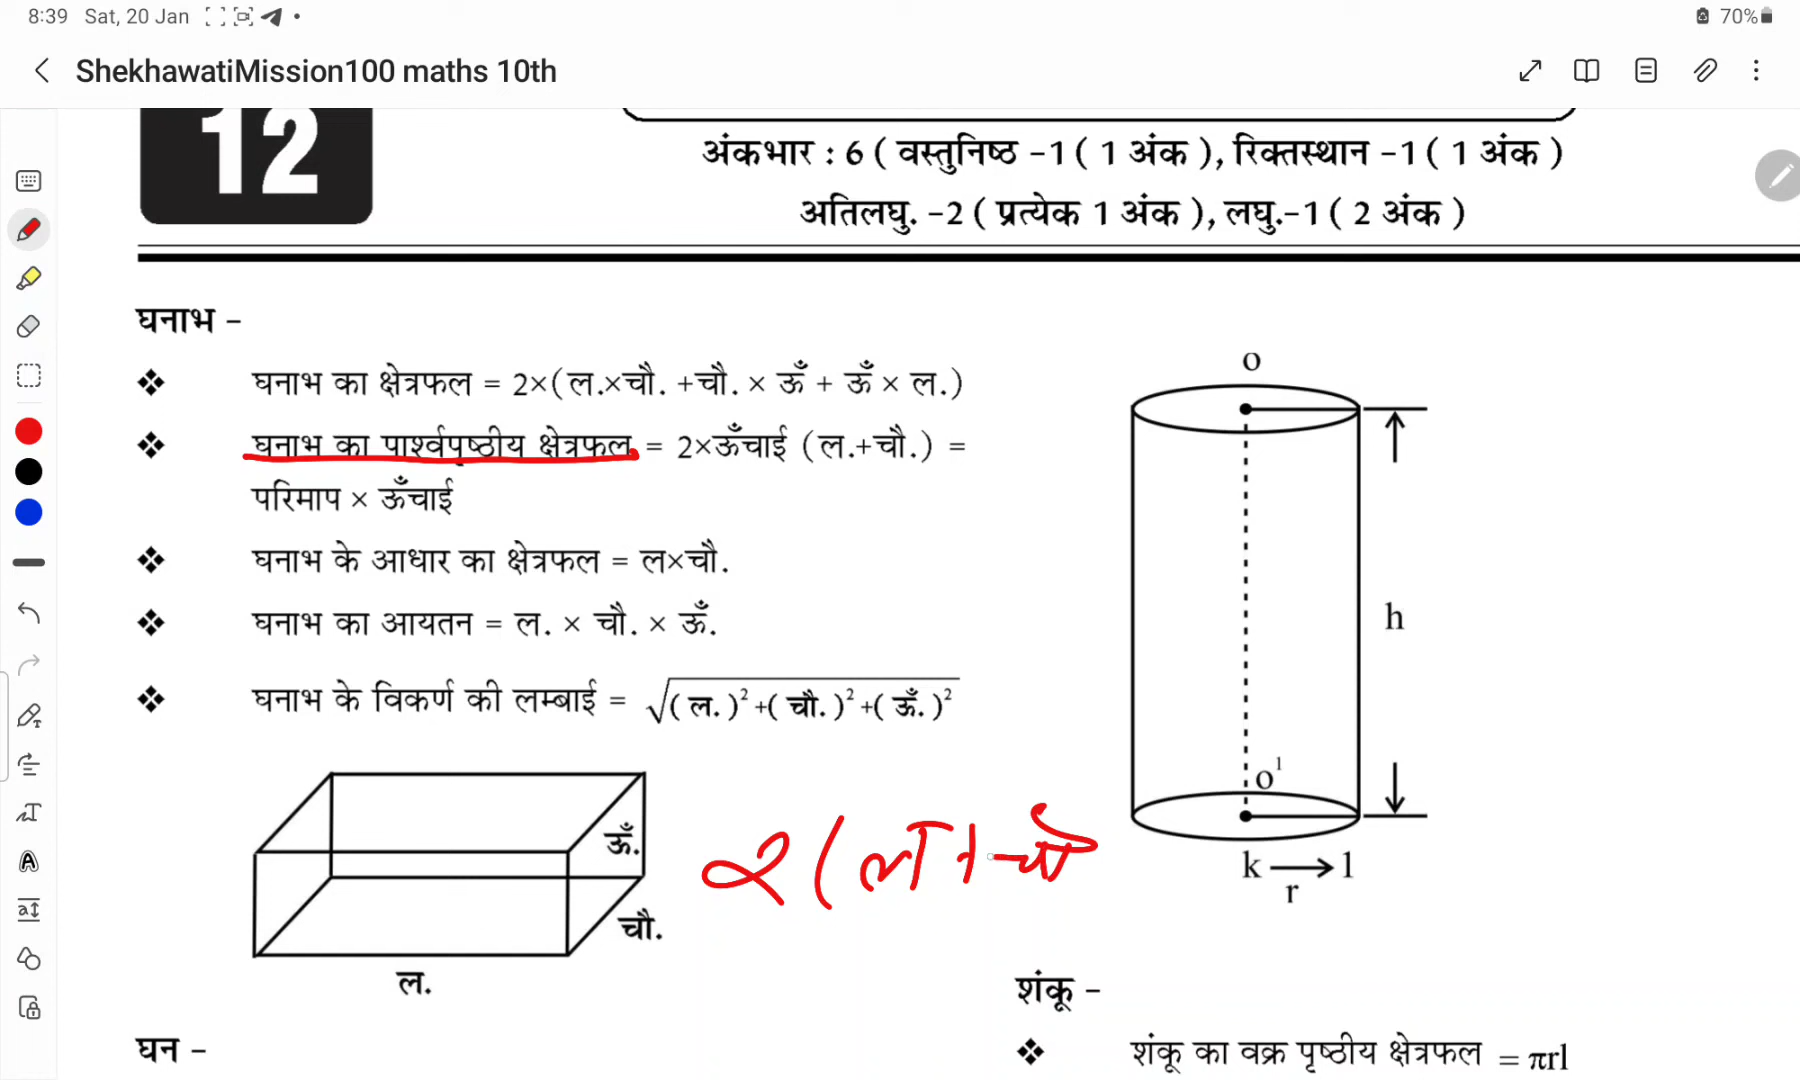 8:39 Sat, 20 Jan 70%
ShekhawatiMission100 maths 10th
12
अंकभार : 6 ( वस्तुनिष्ठ -1 ( 1 अंक ), रिक्तस्थान -1 ( 1 अंक )
अतिलघु. -2 ( प्रत्येक 1 अंक ), लघु.-1 ( 2 अंक )
घनाभ -
❖ घनाभ का क्षेत्रफल = 2×(ल.×चौ. +चौ. × ऊँ + ऊँ × ल.)
❖ घनाभ का पार्श्वपृष्ठीय क्षेत्रफल = 2×ऊँचाई (ल.+चौ.) =
परिमाप × ऊँचाई
❖ घनाभ के आधार का क्षेत्रफल = ल×चौ.
❖ घनाभ का आयतन = ल. × चौ. × ऊँ.
❖ घनाभ के विकर्ण की लम्बाई = √( ल. )² +( चौ. )² +( ऊँ. )²
ऊँ.
चौ.
ल.
2 ( ल + चौ
घन -
o
h
o¹
k → l
r
शंकू -
❖ शंकू का वक्र पृष्ठीय क्षेत्रफल = πrl